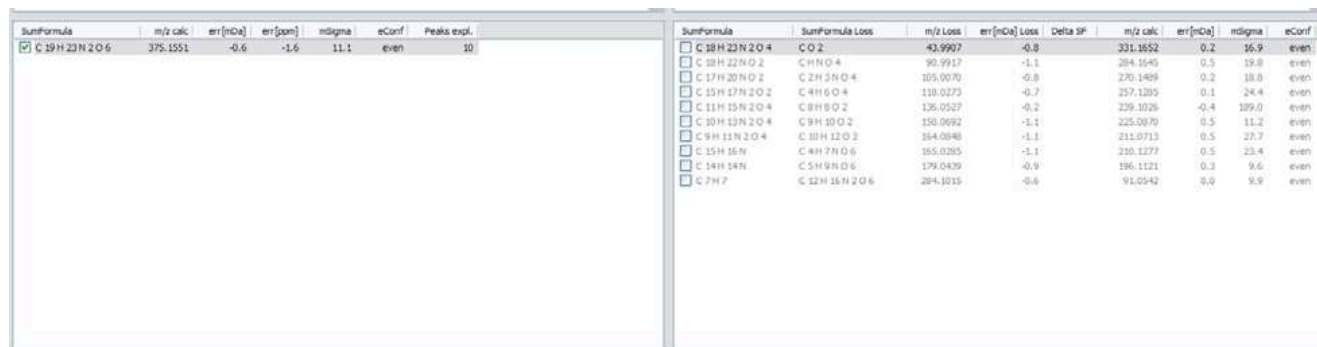 SumFormula m/z calc err[mDa] err[ppm] mSigma eConf Peaks expl.
C 19 H 23 N 2 O 6 375.1551 -0.6 -1.6 11.1 even 10
SumFormula SumFormula Loss m/z Loss err[mDa] Loss Delta SF m/z calc err[mDa] mSigma eConf
C 18 H 23 N 2 O 4 C O 2 43.9907 -0.8 331.1652 0.2 16.9 even
C 18 H 22 N O 2 C H N O 4 90.9917 -1.1 284.1645 0.5 19.8 even
C 17 H 20 N O 2 C 2 H 3 N O 4 105.0070 -0.8 270.1489 0.2 18.8 even
C 15 H 17 N 2 O 2 C 4 H 6 O 4 118.0273 -0.7 257.1285 0.1 24.4 even
C 11 H 15 N 2 O 4 C 8 H 8 O 2 136.0527 -0.2 239.1026 -0.4 109.0 even
C 10 H 13 N 2 O 4 C 9 H 10 O 2 150.0692 -1.1 225.0870 0.5 11.2 even
C 9 H 11 N 2 O 4 C 10 H 12 O 2 164.0848 -1.1 211.0713 0.5 27.7 even
C 15 H 16 N C 4 H 7 N O 6 165.0285 -1.1 210.1277 0.5 23.4 even
C 14 H 14 N C 5 H 9 N O 6 179.0439 -0.9 196.1121 0.3 9.6 even
C 7 H 7 C 12 H 16 N 2 O 6 284.1015 -0.6 91.0542 0.0 9.9 even